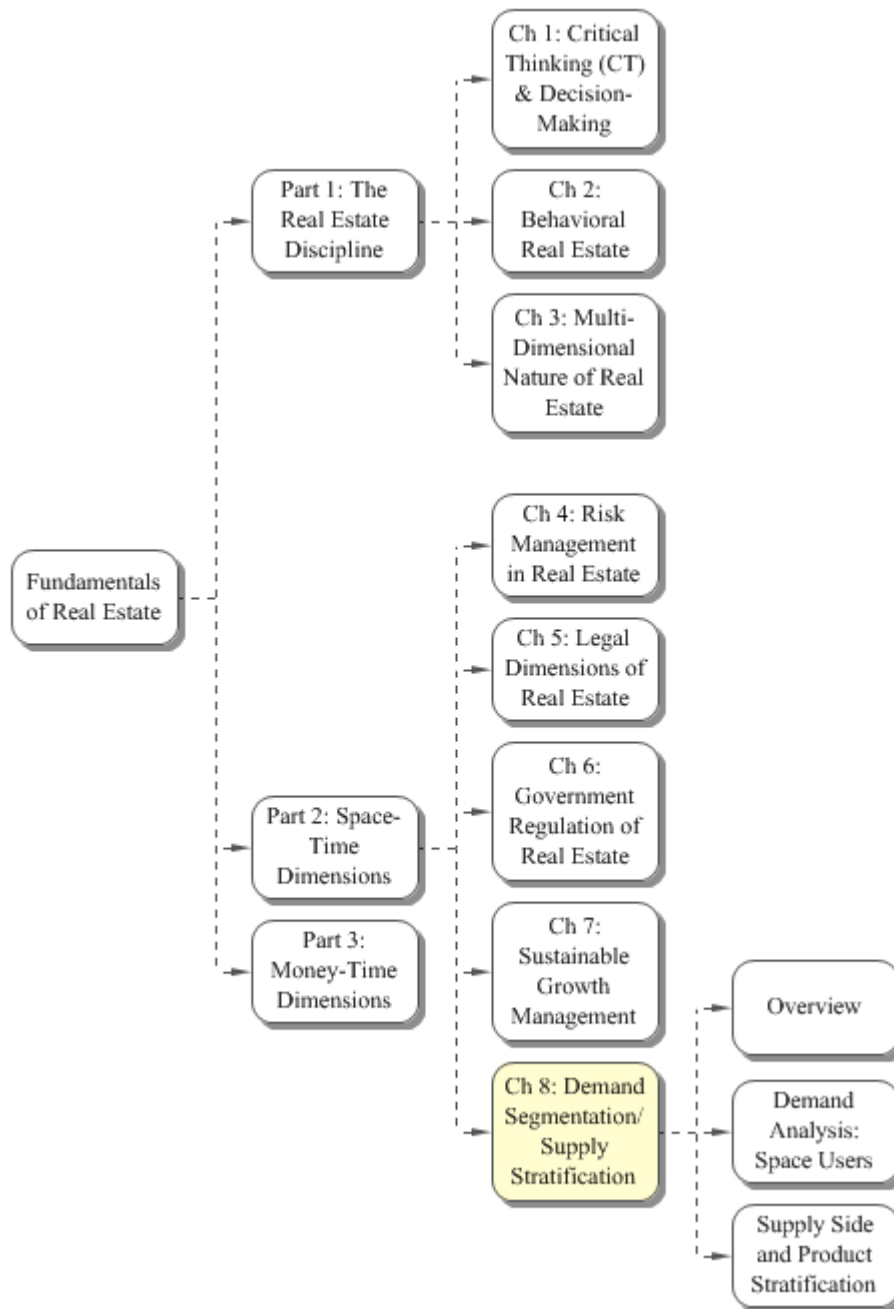 Ch 1: Critical
Thinking (CT)
& Decision-
Making
Part 1: The
Real Estate
Discipline
Ch 2:
Behavioral
Real Estate
Ch 3: Multi-
Dimensional
Nature of Real
Estate
Fundamentals
of Real Estate
Ch 4: Risk
Management
in Real Estate
Ch 5: Legal
Dimensions of
Real Estate
Ch 6:
Government
Regulation of
Real Estate
Part 2: Space-
Time
Dimensions
Part 3:
Money-Time
Dimensions
Ch 7:
Sustainable
Growth
Management
Ch 8: Demand
Segmentation/
Supply
Stratification
Overview
Demand
Analysis:
Space Users
Supply Side
and Product
Stratification